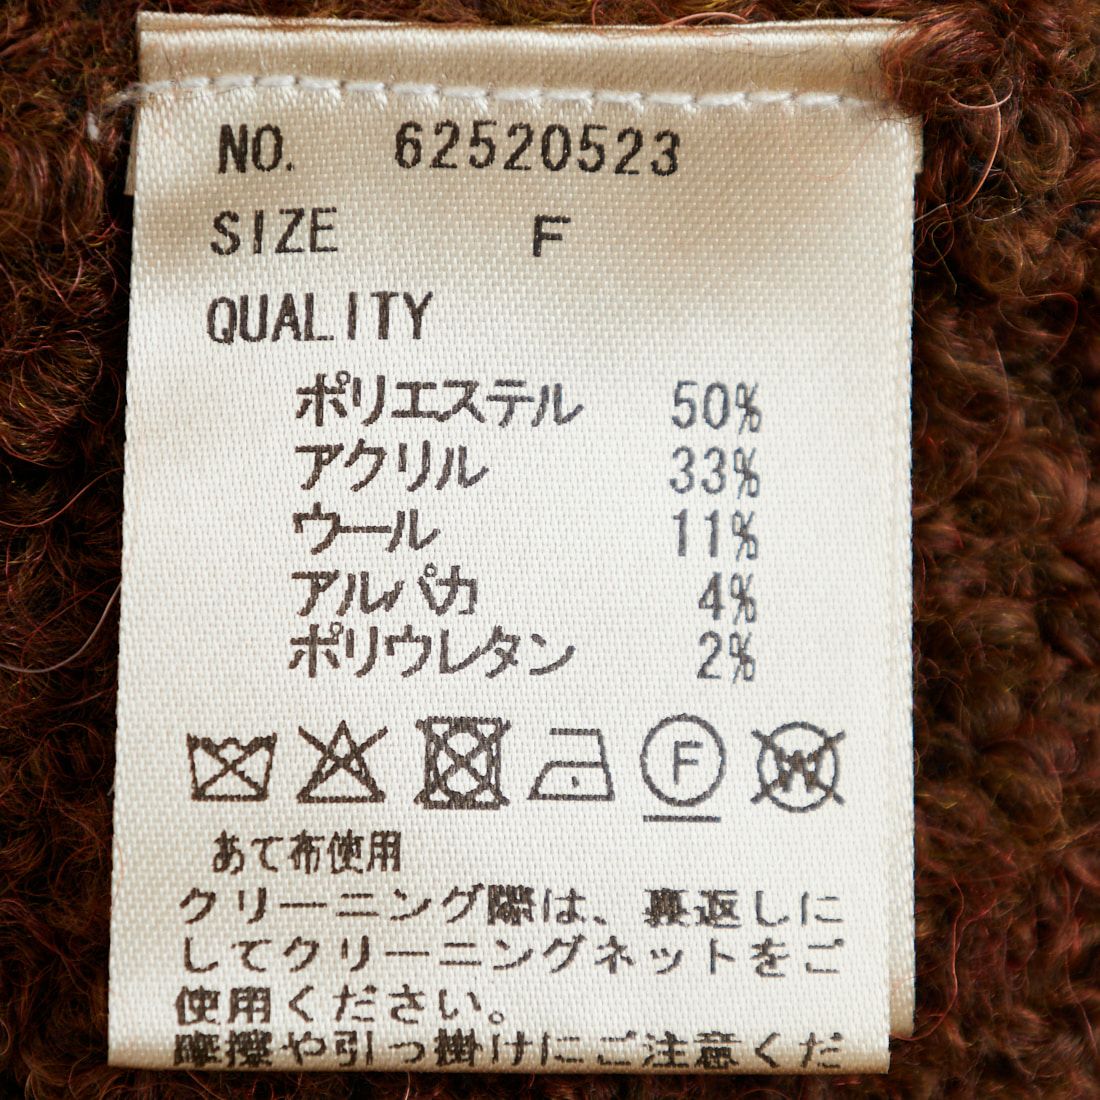 NO. 62520523
SIZE F
QUALITY
ポリエステル 50%
アクリル 33%
ウール 11%
アルパカ 4%
ポリウレタン 2%
F W
あて布使用
クリーニング際は、裏返しに
してクリーニングネットをご
使用ください。
摩擦や引っ掛けにご注意くだ